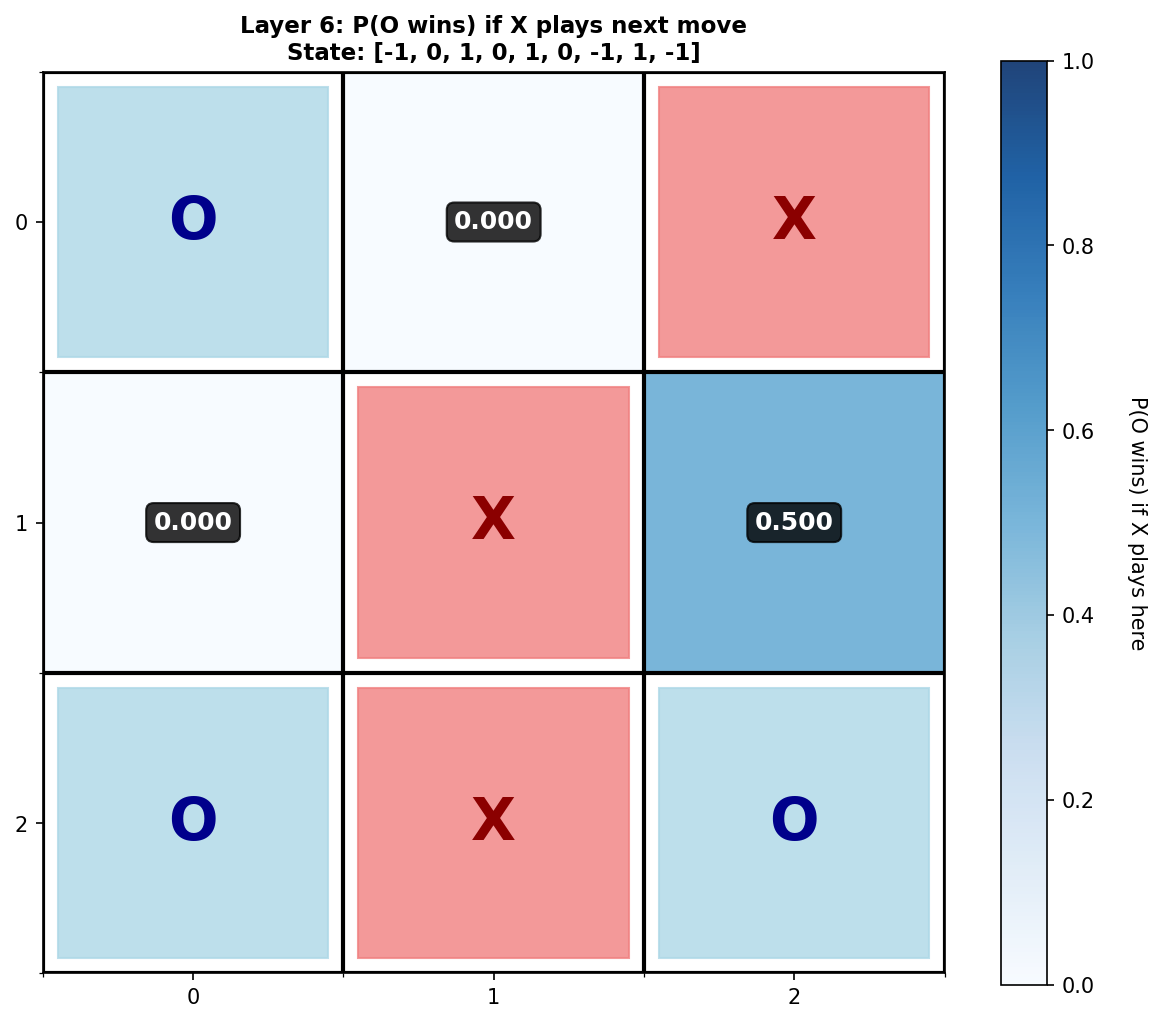 Layer 6: P(O wins) if X plays next move
State: [-1, 0, 1, 0, 1, 0, -1, 1, -1]
O
0.000
X
0.000
X
0.500
O
X
O
0
1
2
0
1
2
1.0
0.8
0.6
0.4
0.2
0.0
P(O wins) if X plays here